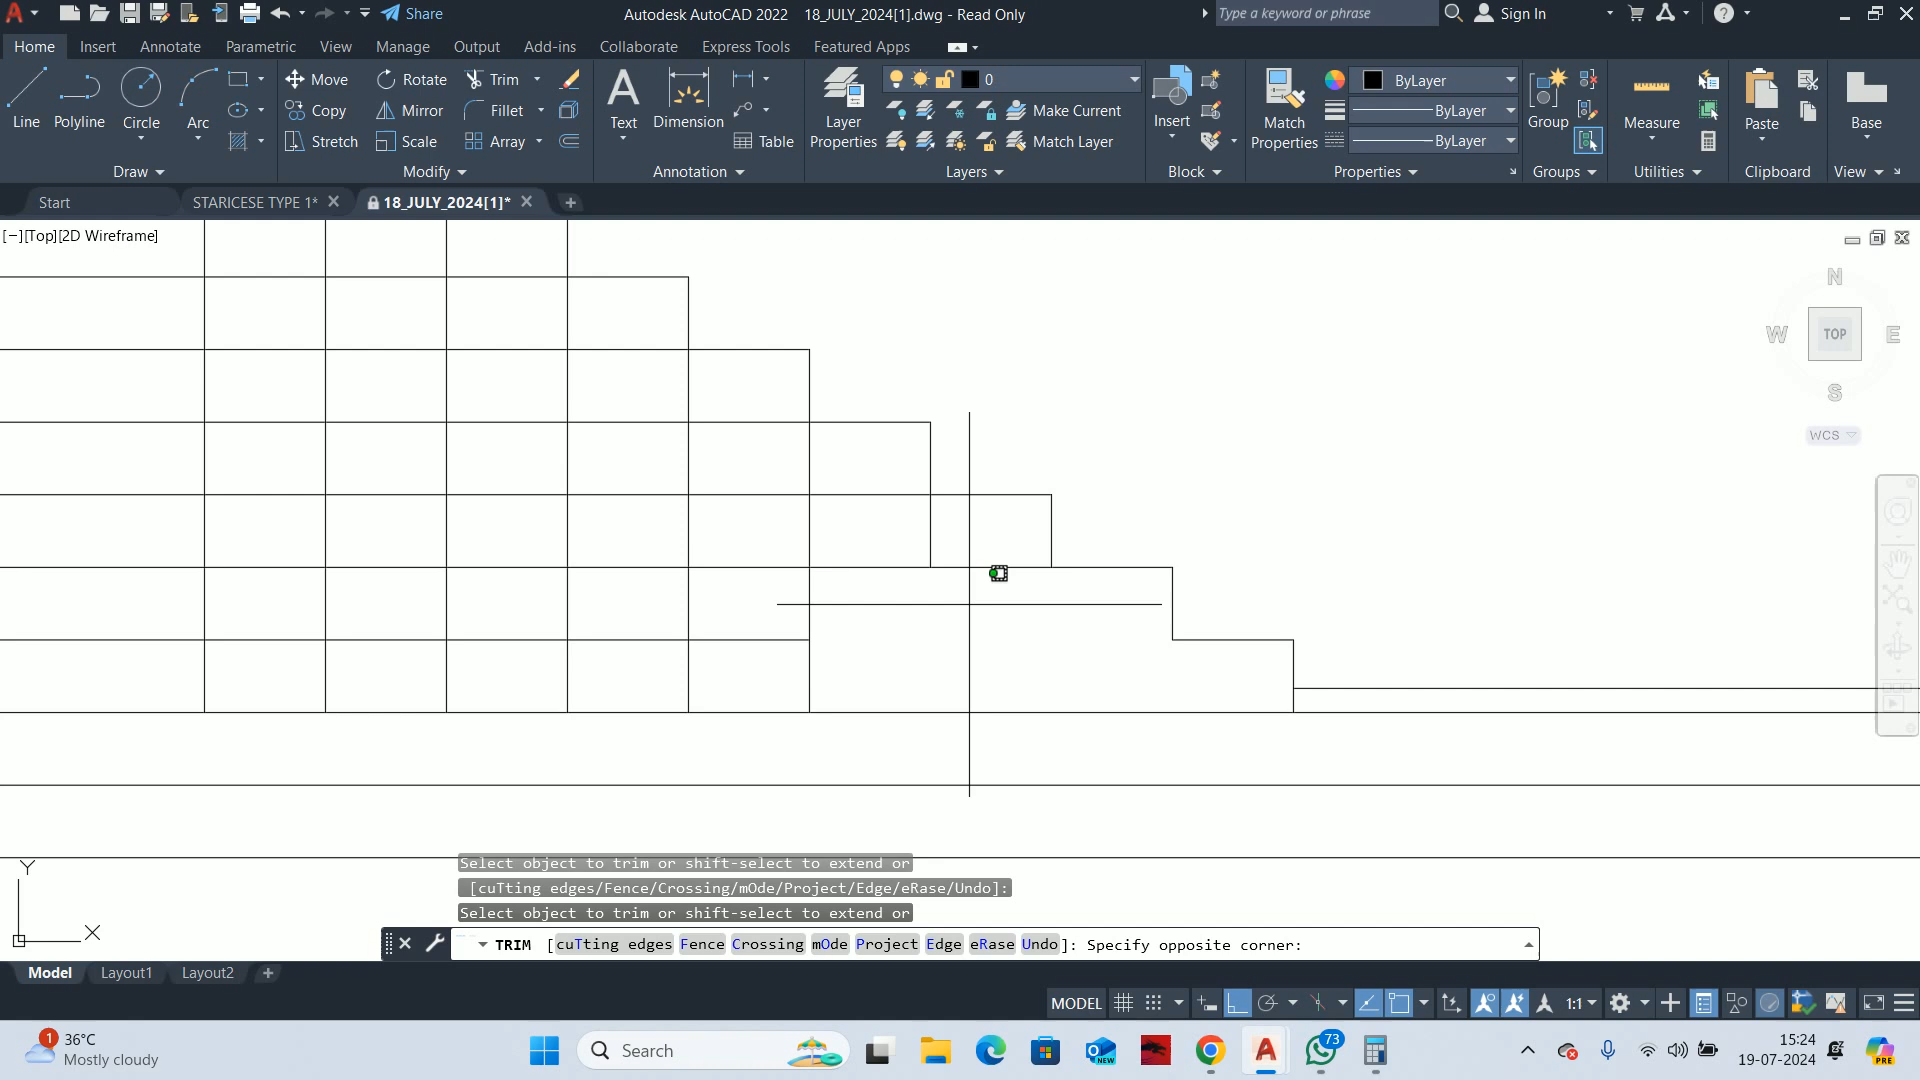 Share
Autodesk AutoCAD 2022 18_JULY_2024[1].dwg - Read Only
Type a keyword or phrase
Sign In
Home Insert Annotate Parametric View Manage Output Add-ins Collaborate Express Tools Featured Apps
Line
Polyline
Circle
Arc
Move
Rotate
Trim
Copy
Mirror
Fillet
Stretch
Scale
Array
Text
Dimension
Table
Layer
Properties
0
Make Current
Match Layer
Insert
Match
Properties
ByLayer
ByLayer
ByLayer
Group
Measure
Paste
Base
Draw Modify Annotation Layers Block Properties Groups Utilities Clipboard View
Start STARICESE TYPE 1* 18_JULY_2024[1]*
[−][Top][2D Wireframe]
N
W TOP E
S
WCS
Select object to trim or shift-select to extend or
[cuTting edges/Fence/Crossing/mOde/Project/Edge/eRase/Undo]:
Select object to trim or shift-select to extend or
TRIM [cuTting edges Fence Crossing mOde Project Edge eRase Undo]: Specify opposite corner:
Y
X
Model Layout1 Layout2
MODEL 1:1
1
36°C
Mostly cloudy
Search
73
PRE
15:24
19-07-2024